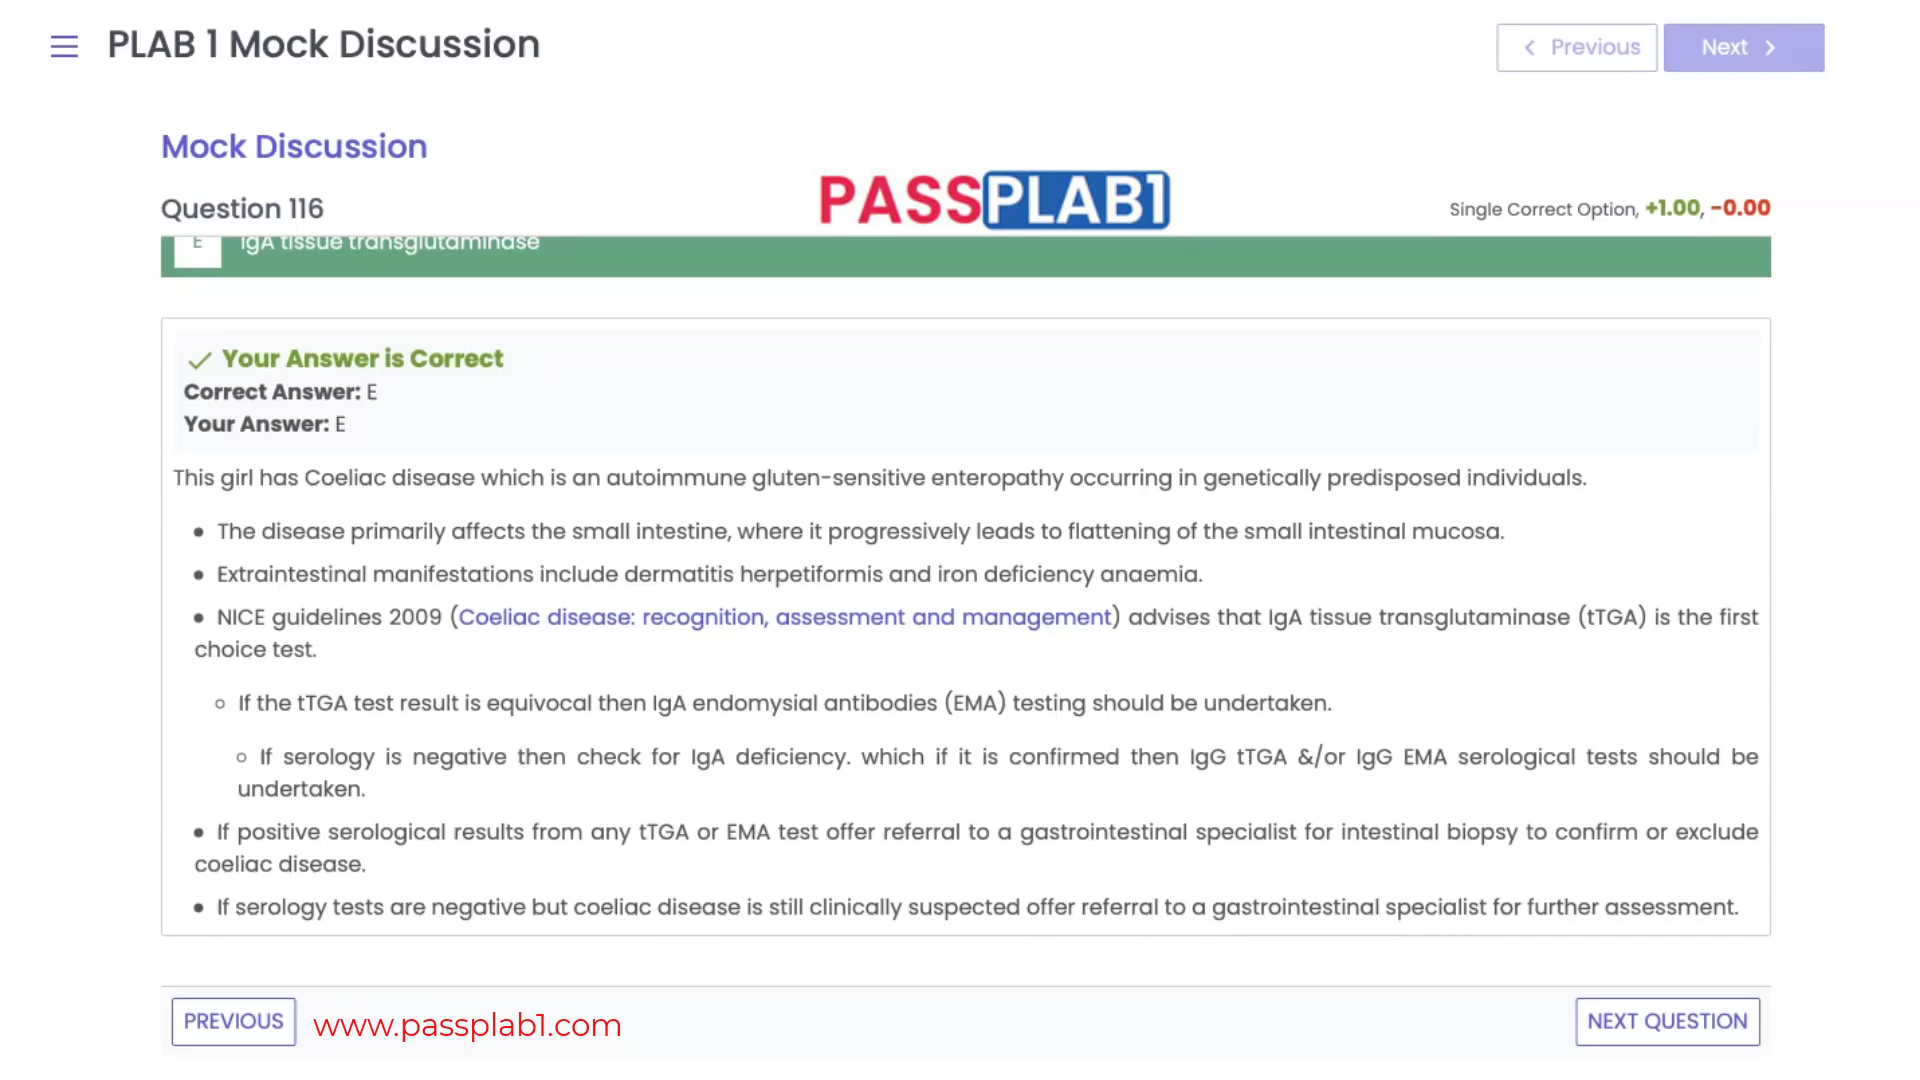 PLAB 1 Mock Discussion
Previous
Next
Mock Discussion
PASSPLAB1
Question 116
Single Correct Option, +1.00, -0.00
E IgA tissue transglutaminase
Your Answer is Correct
Correct Answer: E
Your Answer: E
This girl has Coeliac disease which is an autoimmune gluten-sensitive enteropathy occurring in genetically predisposed individuals.
● The disease primarily affects the small intestine, where it progressively leads to flattening of the small intestinal mucosa.
● Extraintestinal manifestations include dermatitis herpetiformis and iron deficiency anaemia.
● NICE guidelines 2009 (Coeliac disease: recognition, assessment and management) advises that IgA tissue transglutaminase (tTGA) is the first
choice test.
○ If the tTGA test result is equivocal then IgA endomysial antibodies (EMA) testing should be undertaken.
○ If serology is negative then check for IgA deficiency. which if it is confirmed then IgG tTGA &/or IgG EMA serological tests should be
undertaken.
● If positive serological results from any tTGA or EMA test offer referral to a gastrointestinal specialist for intestinal biopsy to confirm or exclude
coeliac disease.
● If serology tests are negative but coeliac disease is still clinically suspected offer referral to a gastrointestinal specialist for further assessment.
PREVIOUS
www.passplab1.com
NEXT QUESTION